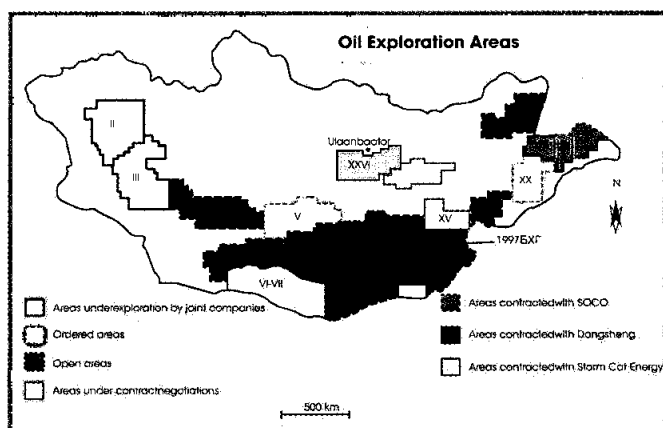 Oil Exploration Areas
II
Ulaanbaatar
XXVI
III
XX
N
V
XV
1997БХГ
VI-VII
Areas underexploration by joint companies
Ordered areas
Open areas
Areas under contractnegotiations
Areas contractedwith SOCO
Areas contractedwith Dongsheng
Areas contractedwith Storm Cat Energy
500 km